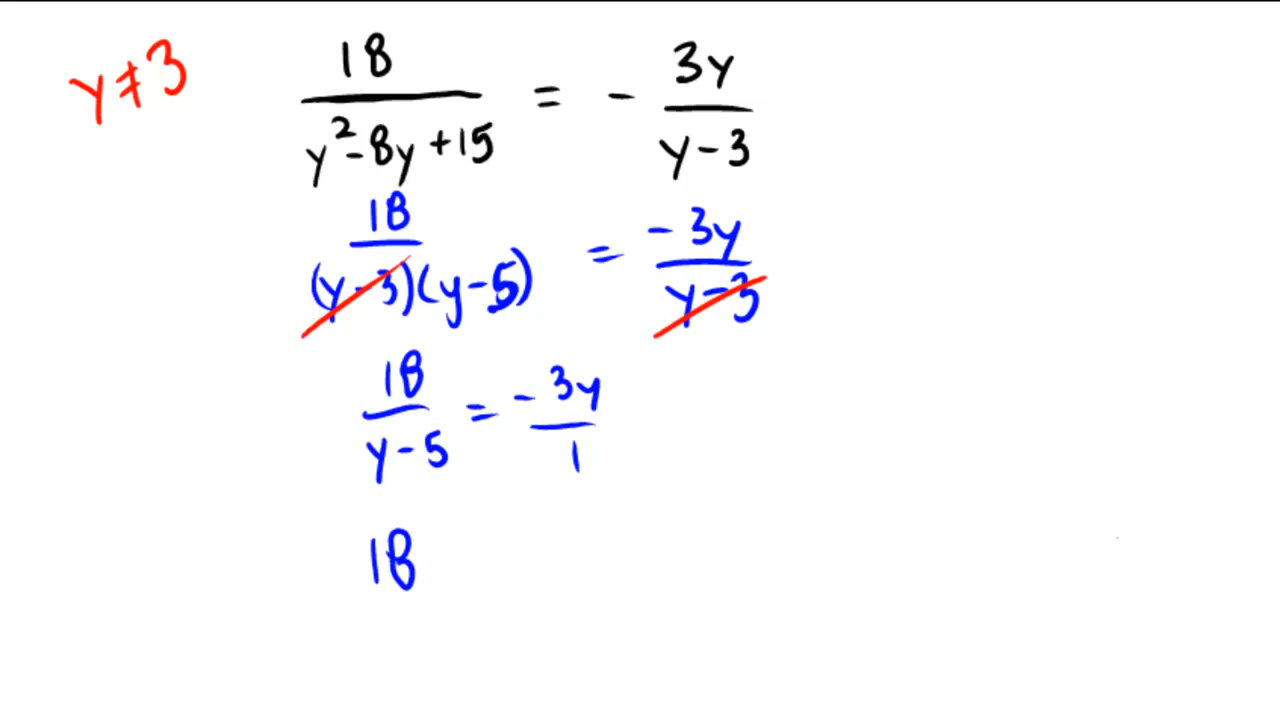 y ≠ 3
18 / (y² - 8y + 15) = - 3y / (y - 3)
18 / ((y - 3)(y - 5)) = - 3y / (y - 3)
18 / (y - 5) = - 3y / 1
18